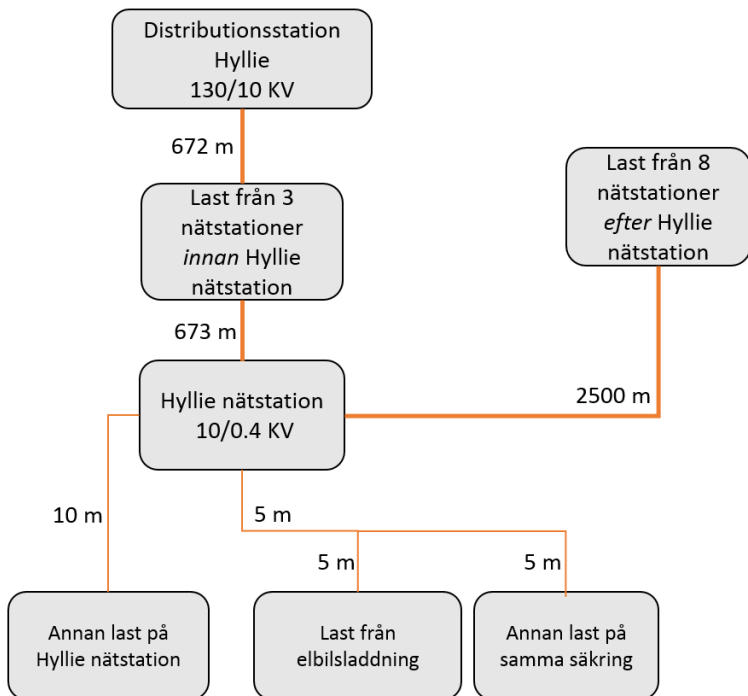 Distributionsstation
Hyllie
130/10 KV
672 m
Last från 3
nätstationer
innan Hyllie
nätstation
Last från 8
nätstationer
efter Hyllie
nätstation
673 m
Hyllie nätstation
10/0.4 KV
2500 m
10 m
5 m
5 m
5 m
Annan last på
Hyllie nätstation
Last från
elbilsladdning
Annan last på
samma säkring